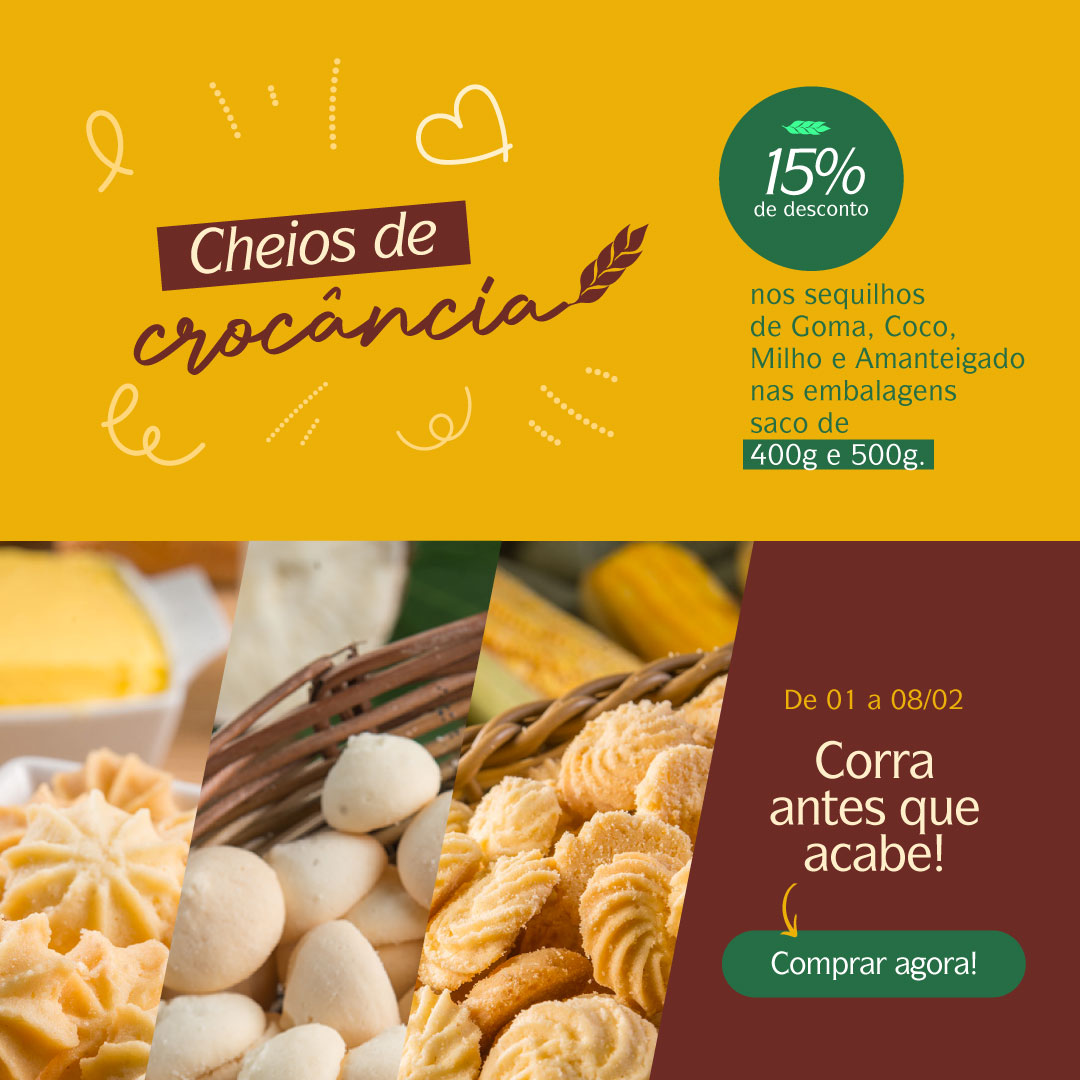 Cheios de
crocância
15%
de desconto
nos sequilhos
de Goma, Coco,
Milho e Amanteigado
nas embalagens
saco de
400g e 500g.
De 01 a 08/02
Corra
antes que
acabe!
Comprar agora!